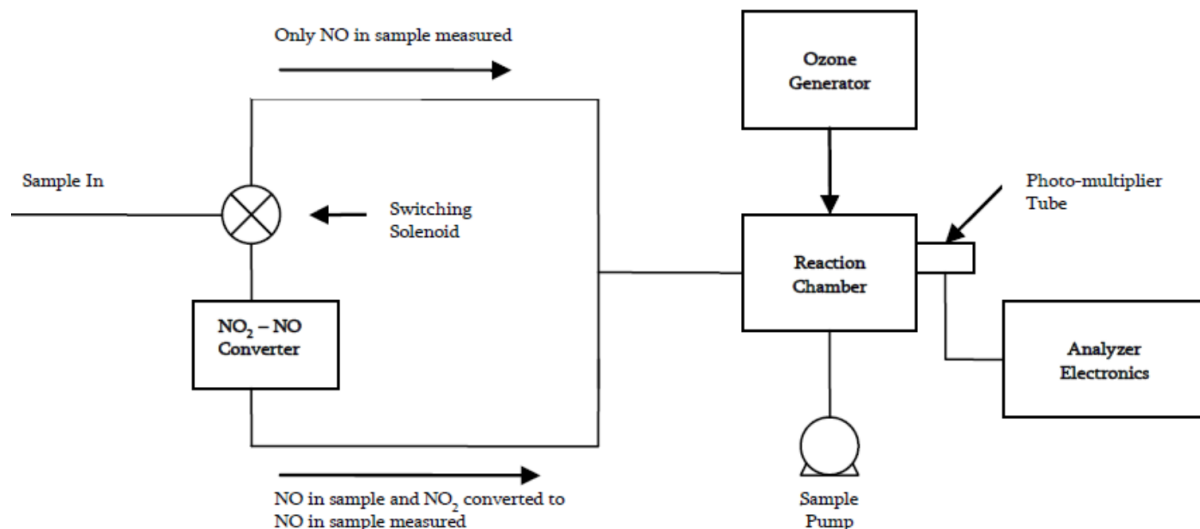 Only NO in sample measured
Ozone
Generator
Sample In
Switching
Solenoid
Photo-multiplier
Tube
Reaction
Chamber
NO₂ – NO
Converter
Analyzer
Electronics
NO in sample and NO₂ converted to
NO in sample measured
Sample
Pump